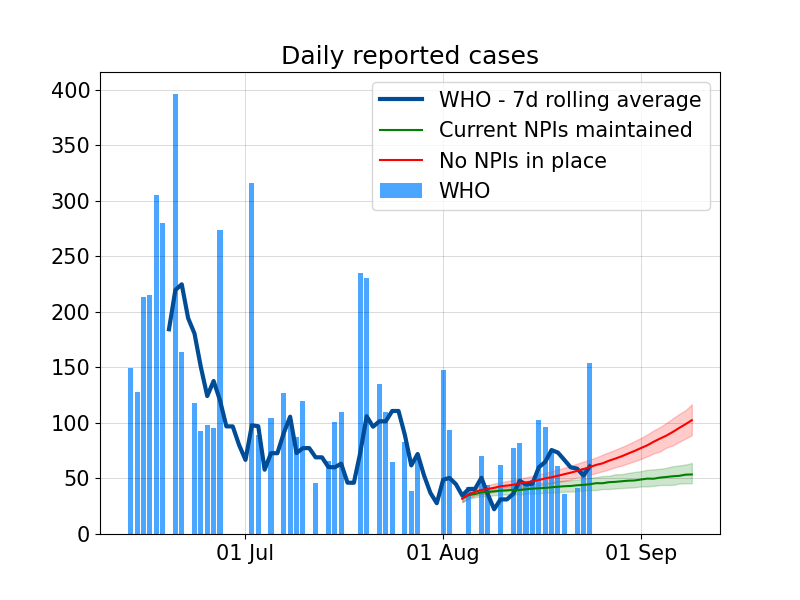 Daily reported cases
400
350
300
250
200
150
100
50
0
01 Jul
01 Aug
01 Sep
WHO - 7d rolling average
Current NPIs maintained
No NPIs in place
WHO